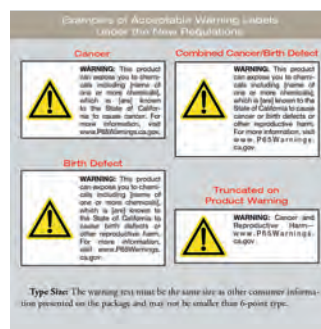 Examples of Acceptable Warning Labels
Under the New Regulations
Cancer
WARNING: This product
can expose you to chemi-
cals including [name of
one or more chemicals],
which is [are] known
to the State of Califor-
nia to cause cancer. For
more information, visit
www.P65Warnings.ca.gov.
Combined Cancer/Birth Defect
WARNING: This product
can expose you to chemi-
cals including [name of
one or more chemicals],
which is [are] known to the
State of California to cause
cancer or birth defects or
other reproductive harm.
For more information, visit
www.P65Warnings.
ca.gov.
Birth Defect
WARNING: This product
can expose you to chemi-
cals including [name of
one or more chemicals],
which is [are] known to
the State of California to
cause birth defects or
other reproductive harm.
For more information,
visit www.P65Warnings.
ca.gov.
Truncated on
Product Warning
WARNING: Cancer and
Reproductive Harm—
www.P65Warnings.
ca.gov.
Type Size: The warning text must be the same size as other consumer informa-
tion presented on the package and may not be smaller than 6-point type.